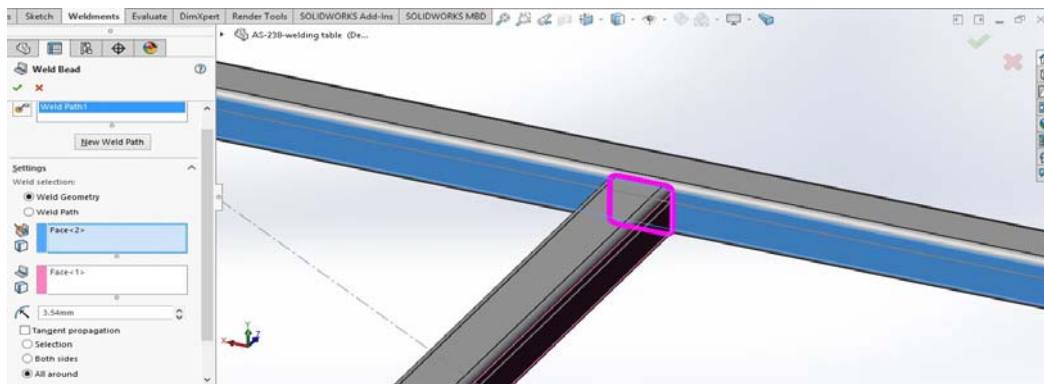 s Sketch Weldments Evaluate DimXpert Render Tools SOLIDWORKS Add-Ins SOLIDWORKS MBD
AS-238-welding table (De...
Weld Bead
Weld Path1
New Weld Path
Settings
Weld selection:
Weld Geometry
Weld Path
Face<2>
Face<1>
3.54mm
Tangent propagation
Selection
Both sides
All around
Y
X
Z